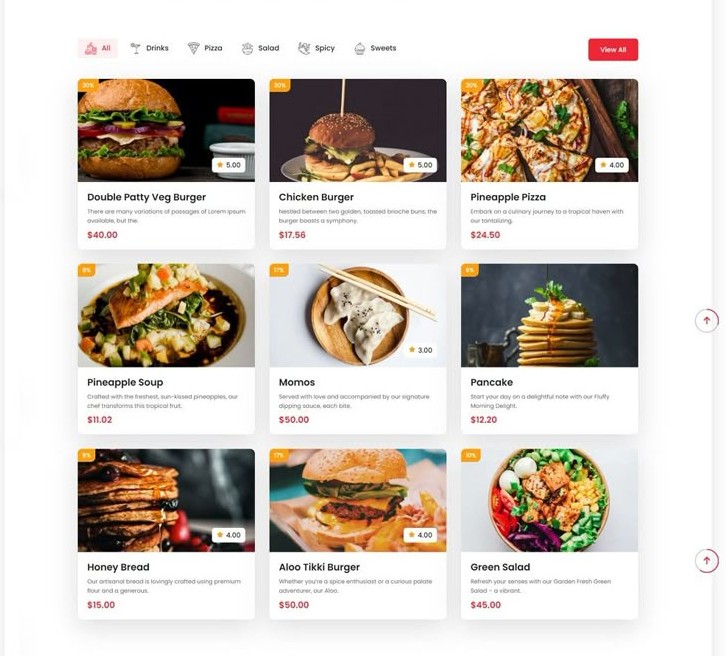 All Drinks Pizza Salad Spicy Sweets View All
20% 30% 20%
5.00 5.00 4.00
Double Patty Veg Burger
There are many variations of passages of Lorem Ipsum
available, but the.
$40.00
Chicken Burger
Nestled between two golden, toasted brioche buns, the
burger boasts a symphony.
$17.56
Pineapple Pizza
Embark on a culinary journey to a tropical haven with
our tantalizing.
$24.50
17%
3.00
Pineapple Soup
Crafted with the freshest, sun-kissed pineapples, our
chef transforms this tropical fruit.
$11.02
Momos
Served with love and accompanied by our signature
dipping sauce, each bite.
$50.00
Pancake
Start your day on a delightful note with our Fluffy
Morning Delight.
$12.20
17% 10%
4.00 4.00
Honey Bread
Our artisanal bread is lovingly crafted using premium
flour and a generous.
$15.00
Aloo Tikki Burger
Whether you're a spice enthusiast or a curious palate
adventurer, our Aloo.
$50.00
Green Salad
Refresh your senses with our Garden Fresh Green
Salad – a vibrant.
$45.00